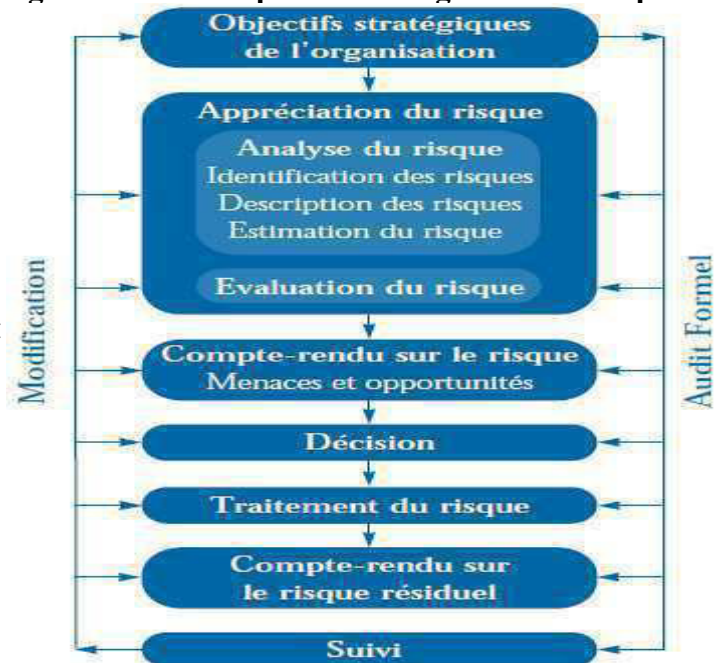 Objectifs stratégiques
de l'organisation
Appréciation du risque
Analyse du risque
Identification des risques
Description des risques
Estimation du risque
Evaluation du risque
Compte-rendu sur le risque
Menaces et opportunités
Décision
Traitement du risque
Compte-rendu sur
le risque résiduel
Suivi
Modification
Audit Formel